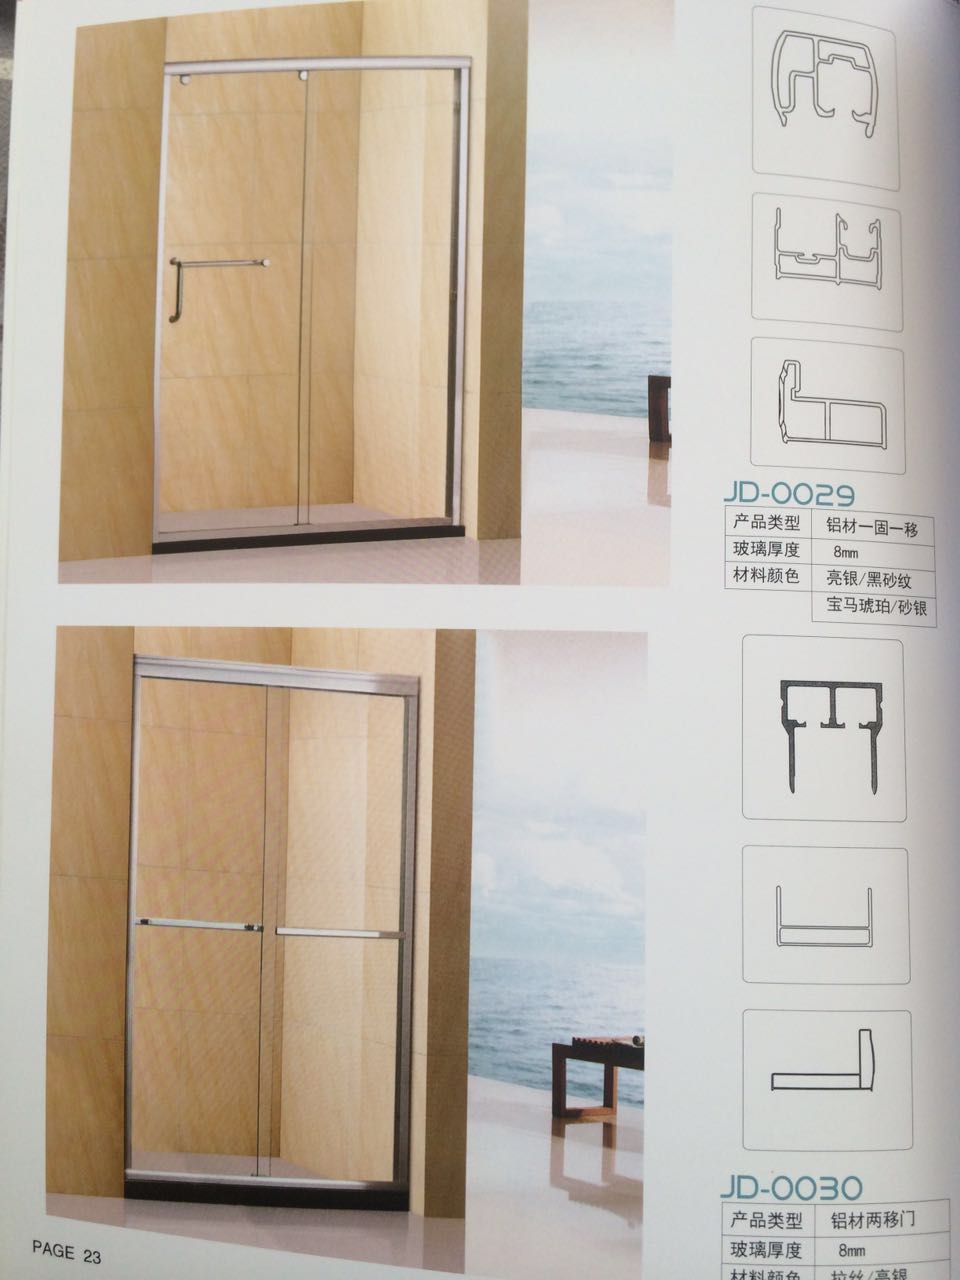 JD-0029
产品类型 铝材一固一移
玻璃厚度 8mm
材料颜色 亮银/黑砂纹
宝马琥珀/砂银
JD-0030
产品类型 铝材两移门
玻璃厚度 8mm
材料颜色 拉丝/亮银
PAGE 23